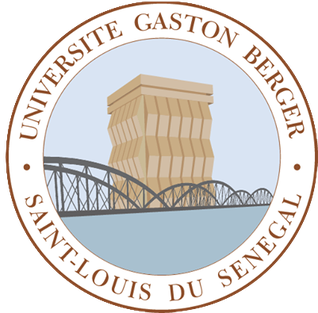 UNIVERSITE GASTON BERGER
SAINT-LOUIS DU SENEGAL